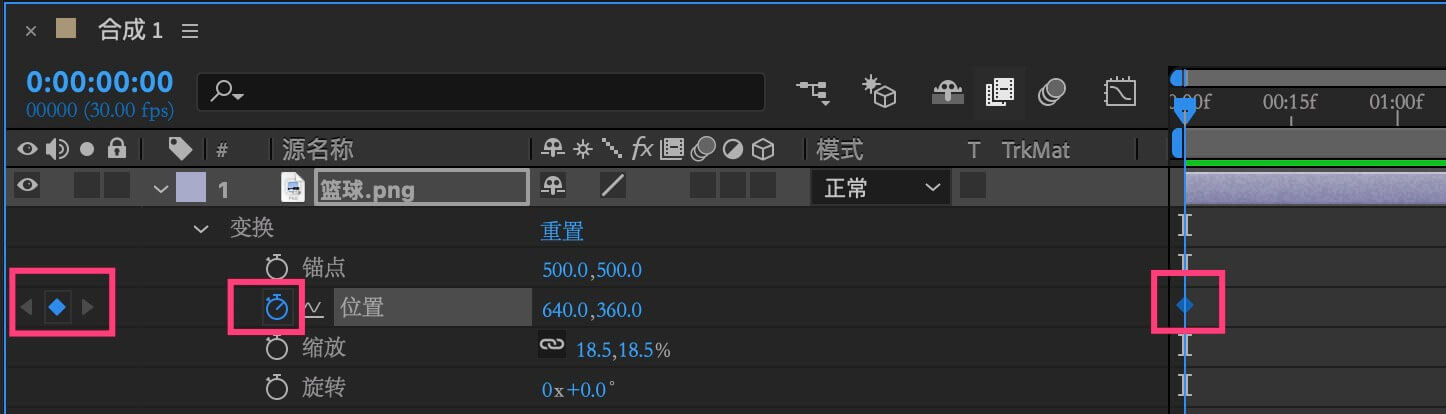 合成 1
0:00:00:00
00000 (30.00 fps)
:00f 00:15f 01:00f
# 源名称 fx 模式 T TrkMat
1 篮球.png 正常
变换 重置
锚点 500.0,500.0
位置 640.0,360.0
缩放 18.5,18.5%
旋转 0x+0.0°